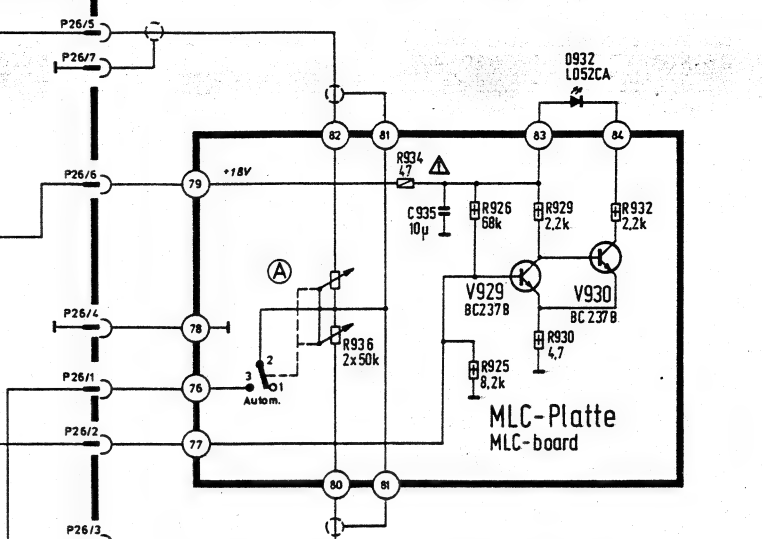 P26/5
P26/7
D932
LD52CA
82
81
83
84
P26/6
79
+18V
R934
47
C935
10µ
R926
68k
R929
2,2k
R932
2,2k
A
V929
BC237B
V930
BC237B
P26/4
78
R936
2x50k
R930
4,7
P26/1
76
3
2
1
Autom.
R925
8,2k
MLC-Platte
MLC-board
P26/2
77
80
81
P26/3